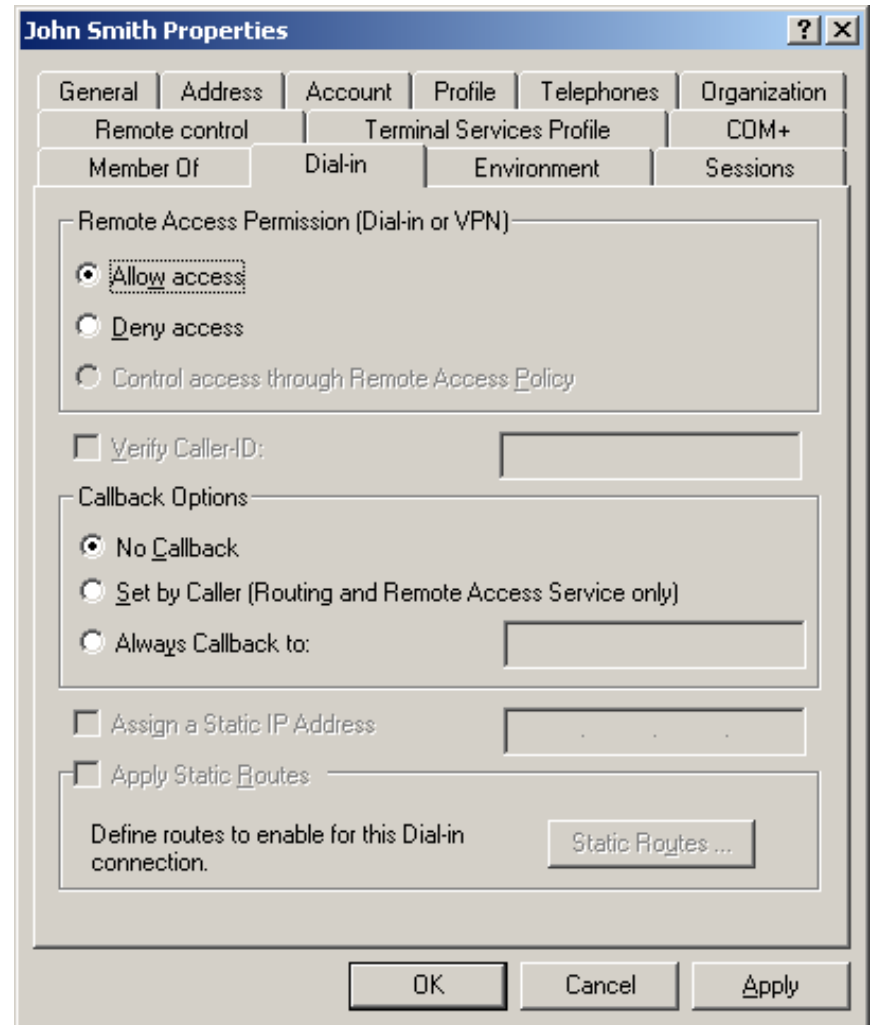 John Smith Properties
General Address Account Profile Telephones Organization
Remote control Terminal Services Profile COM+
Member Of Dial-in Environment Sessions
Remote Access Permission (Dial-in or VPN)
Allow access
Deny access
Control access through Remote Access Policy
Verify Caller-ID:
Callback Options
No Callback
Set by Caller (Routing and Remote Access Service only)
Always Callback to:
Assign a Static IP Address . . .
Apply Static Routes
Define routes to enable for this Dial-in
connection.
Static Routes ...
OK Cancel Apply